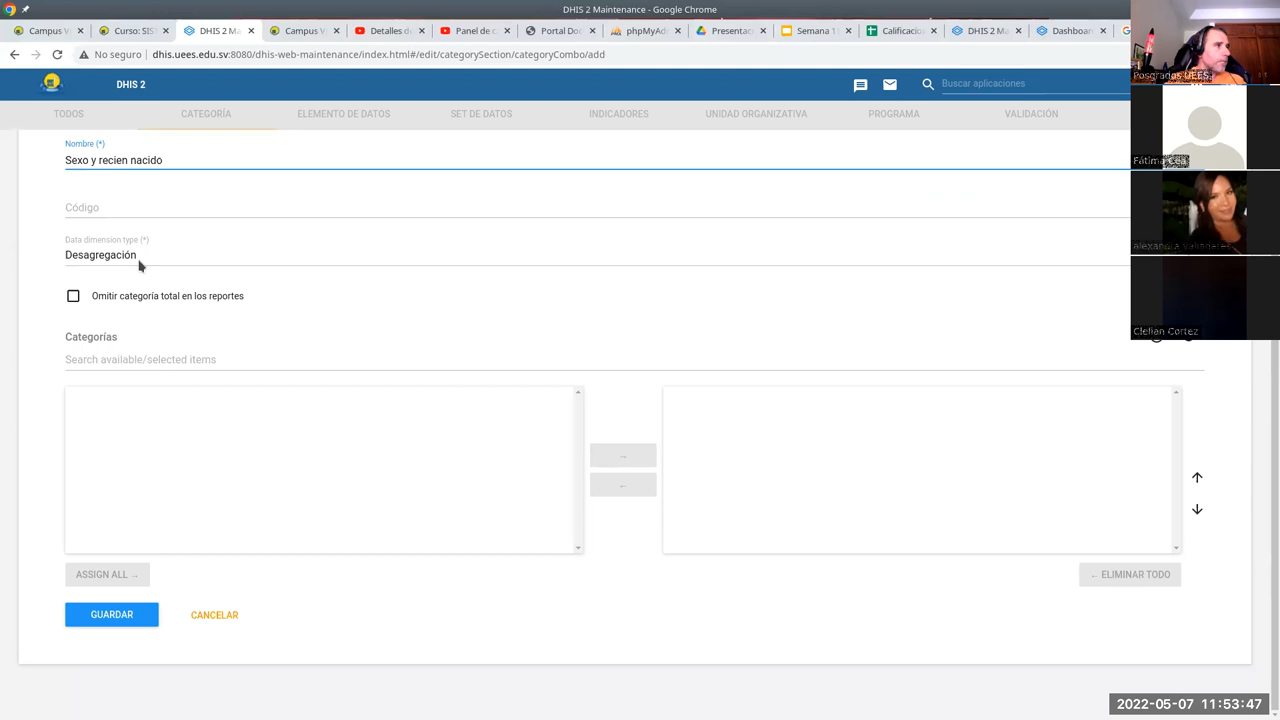 DHIS 2 Maintenance - Google Chrome
Campus V
Curso: SIS
DHIS 2 Ma
Campus V
Detalles d
Panel de c
Portal Da
phpMyAd
Presentac
Semana 1
Calificacio
DHIS 2 Ma
Dashboar
No seguro
dhis.uees.edu.sv:8080/dhis-web-maintenance/index.html#/edit/categorySection/categoryCombo/add
DHIS 2
Buscar aplicaciones
Posgrados UEES
TODOS
CATEGORÍA
ELEMENTO DE DATOS
SET DE DATOS
INDICADORES
UNIDAD ORGANIZATIVA
PROGRAMA
VALIDACIÓN
Nombre (*)
Sexo y recien nacido
Fátima Cea
Código
Data dimension type (*)
Desagregación
Omitir categoría total en los reportes
Categorías
Clelian Cortez
Search available/selected items
→
←
ASSIGN ALL →
← ELIMINAR TODO
GUARDAR
CANCELAR
2022-05-07 11:53:47